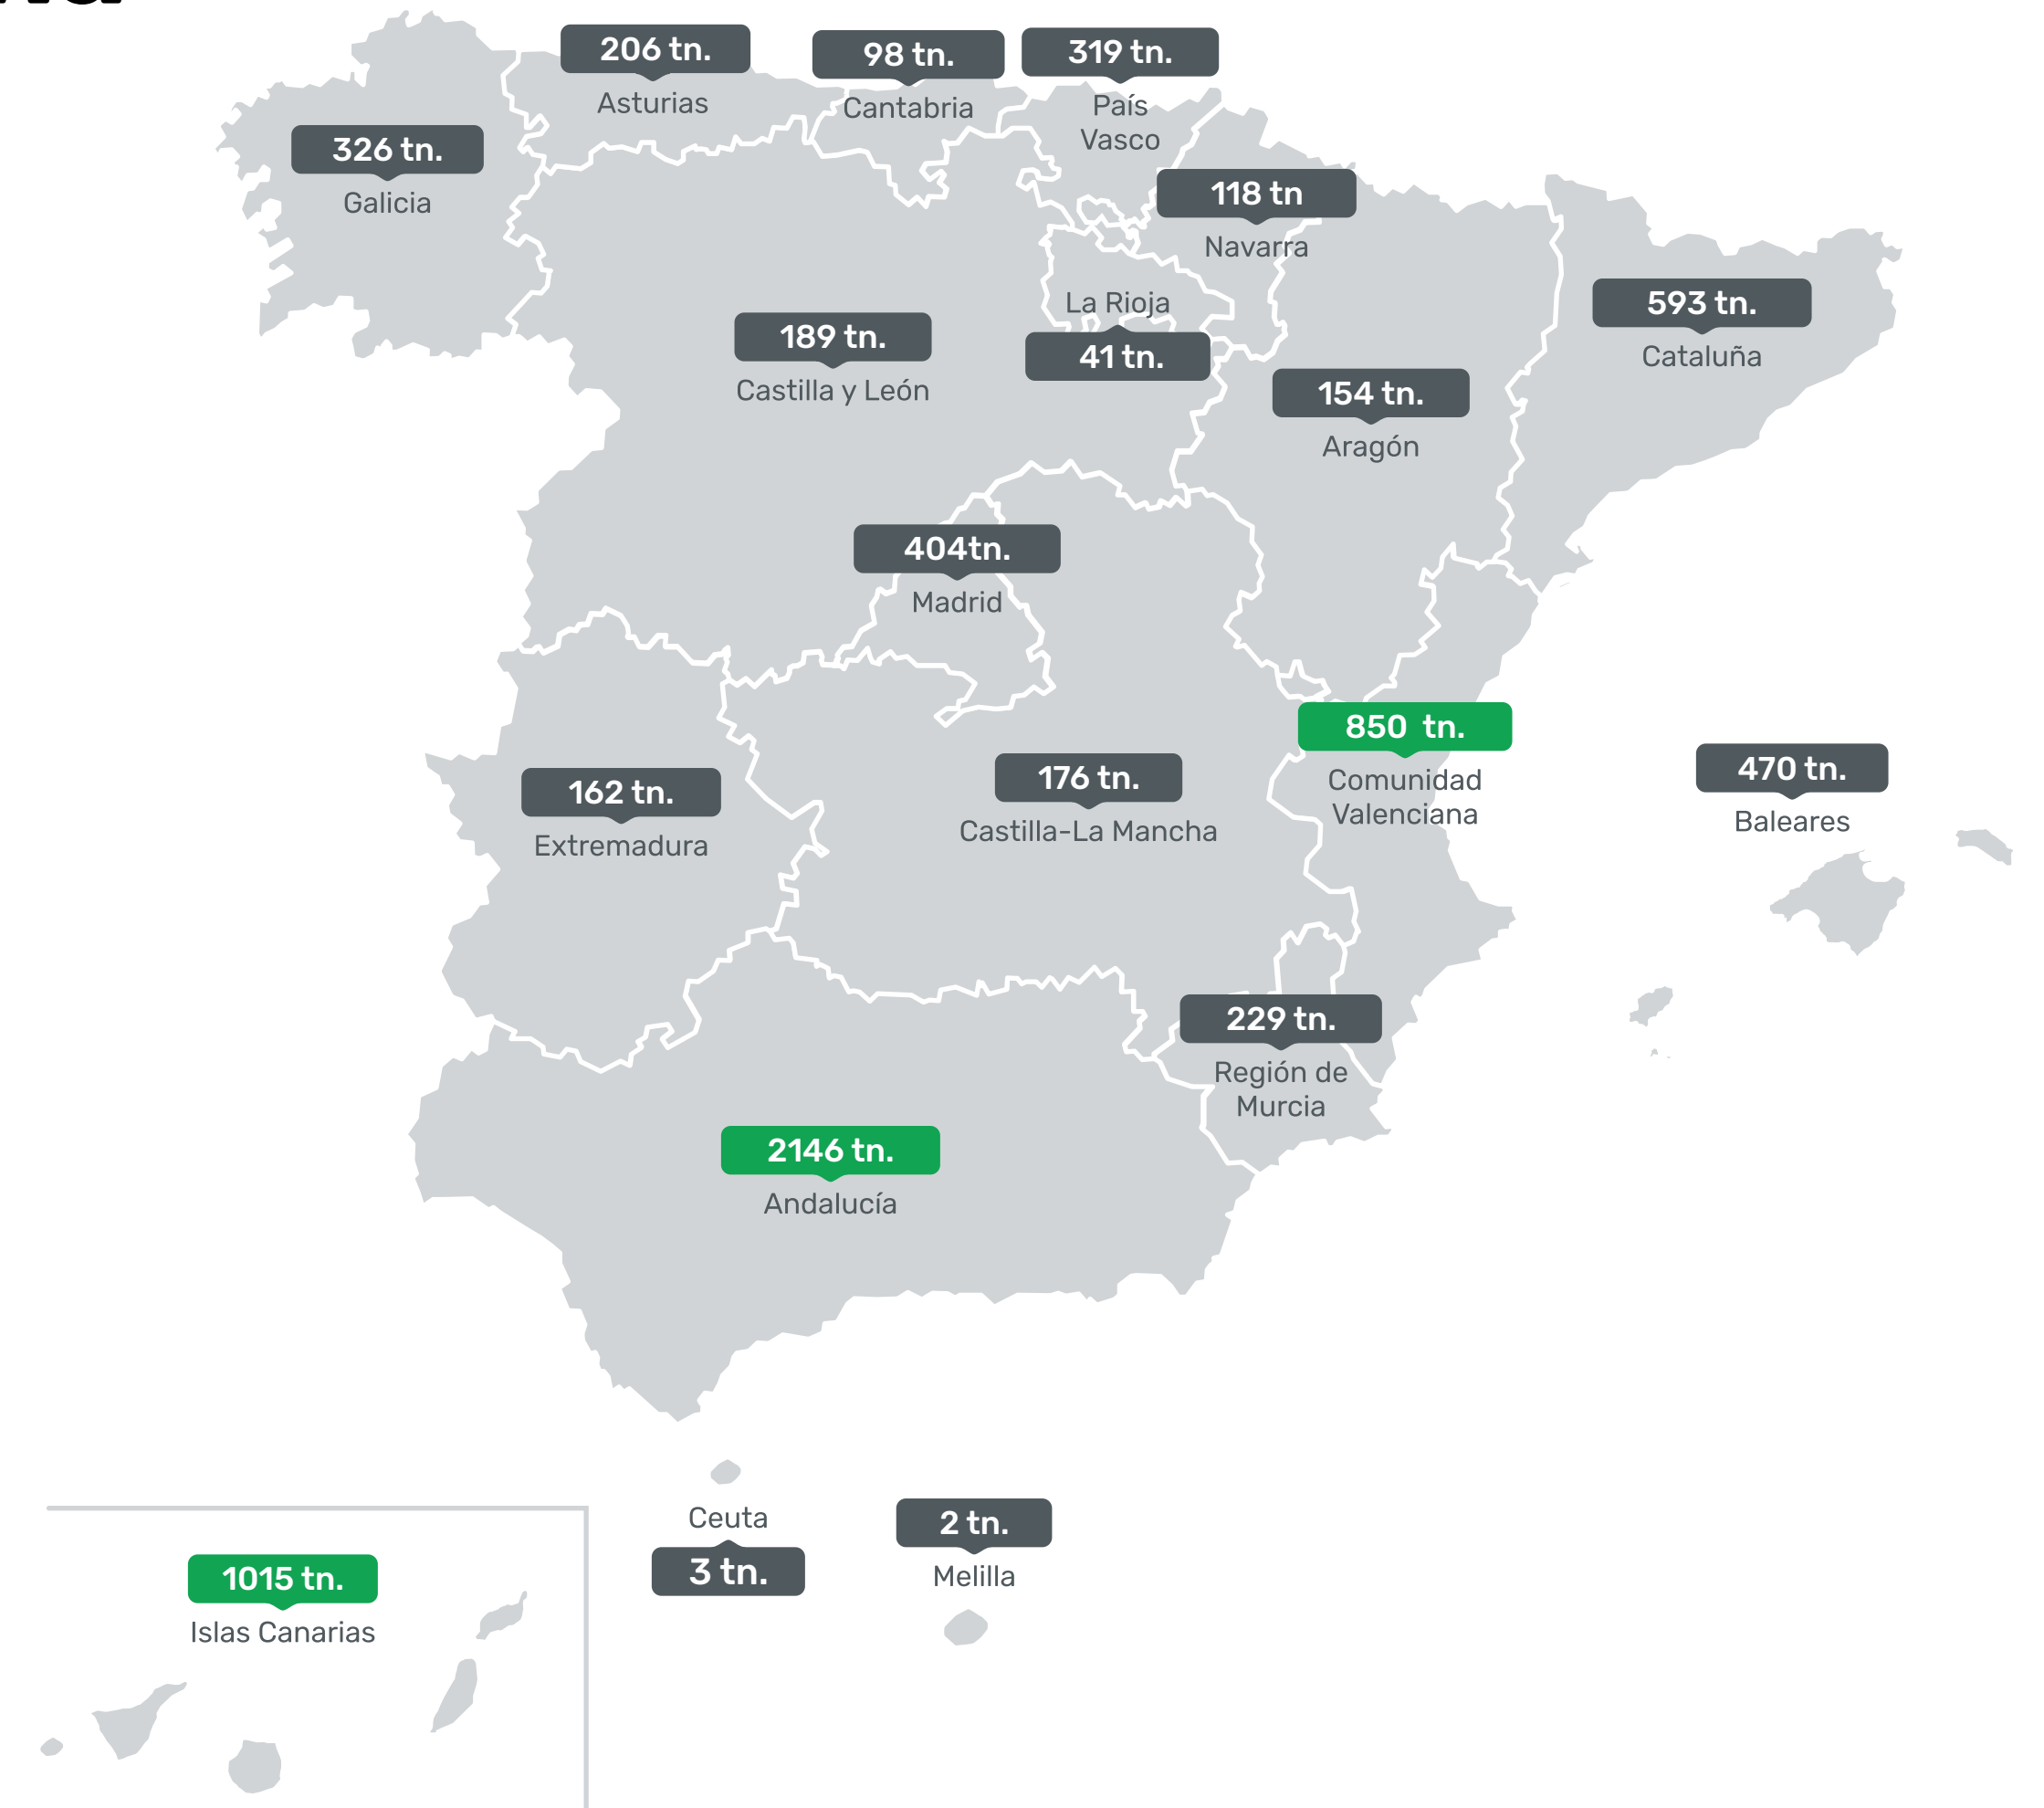 206 tn.
Asturias
98 tn.
Cantabria
319 tn.
País
Vasco
326 tn.
Galicia
118 tn
Navarra
593 tn.
Cataluña
La Rioja
41 tn.
189 tn.
Castilla y León
154 tn.
Aragón
404tn.
Madrid
850 tn.
Comunidad
Valenciana
470 tn.
Baleares
162 tn.
Extremadura
176 tn.
Castilla-La Mancha
229 tn.
Región de
Murcia
2146 tn.
Andalucía
Ceuta
3 tn.
2 tn.
Melilla
1015 tn.
Islas Canarias